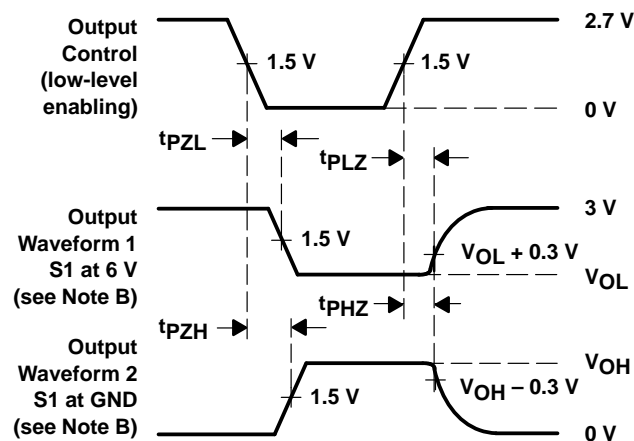 Output
Control
(low-level
enabling)
1.5 V
1.5 V
2.7 V
0 V
tPZL
tPLZ
Output
Waveform 1
S1 at 6 V
(see Note B)
1.5 V
3 V
VOL + 0.3 V
VOL
tPZH
tPHZ
Output
Waveform 2
S1 at GND
(see Note B)
1.5 V
VOH
VOH − 0.3 V
0 V